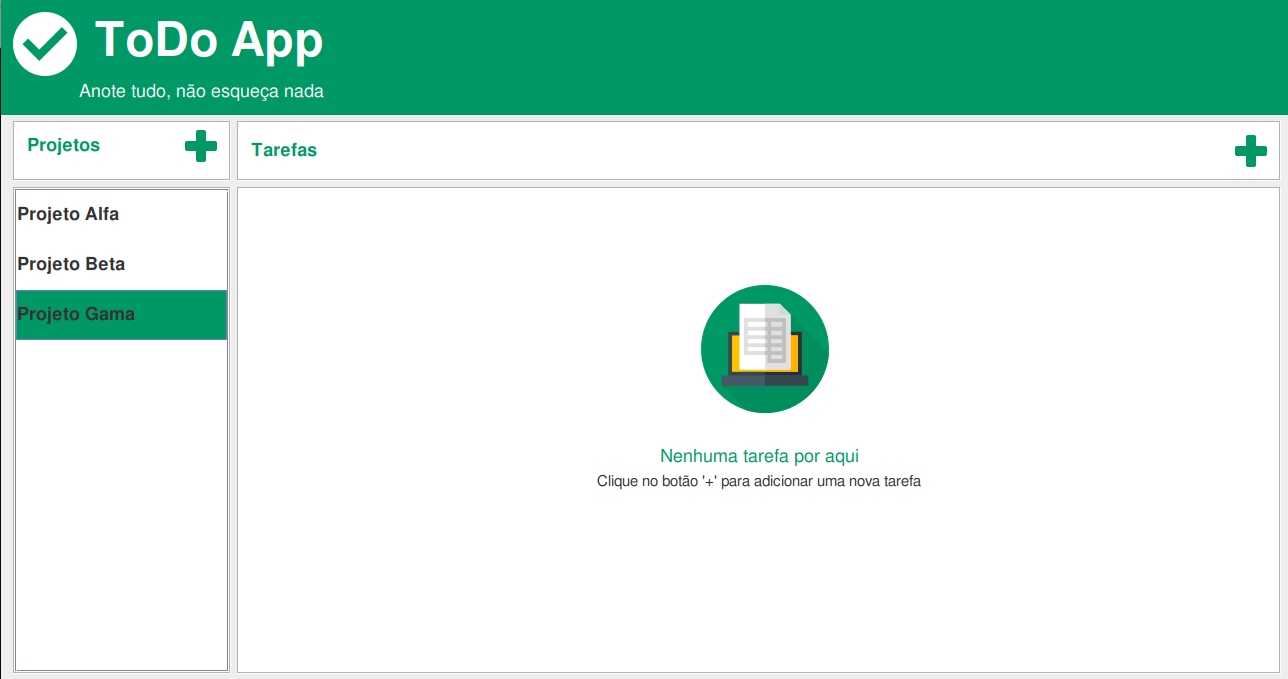 ToDo App
Anote tudo, não esqueça nada
Projetos
Tarefas
Projeto Alfa
Projeto Beta
Projeto Gama
Nenhuma tarefa por aqui
Clique no botão '+' para adicionar uma nova tarefa